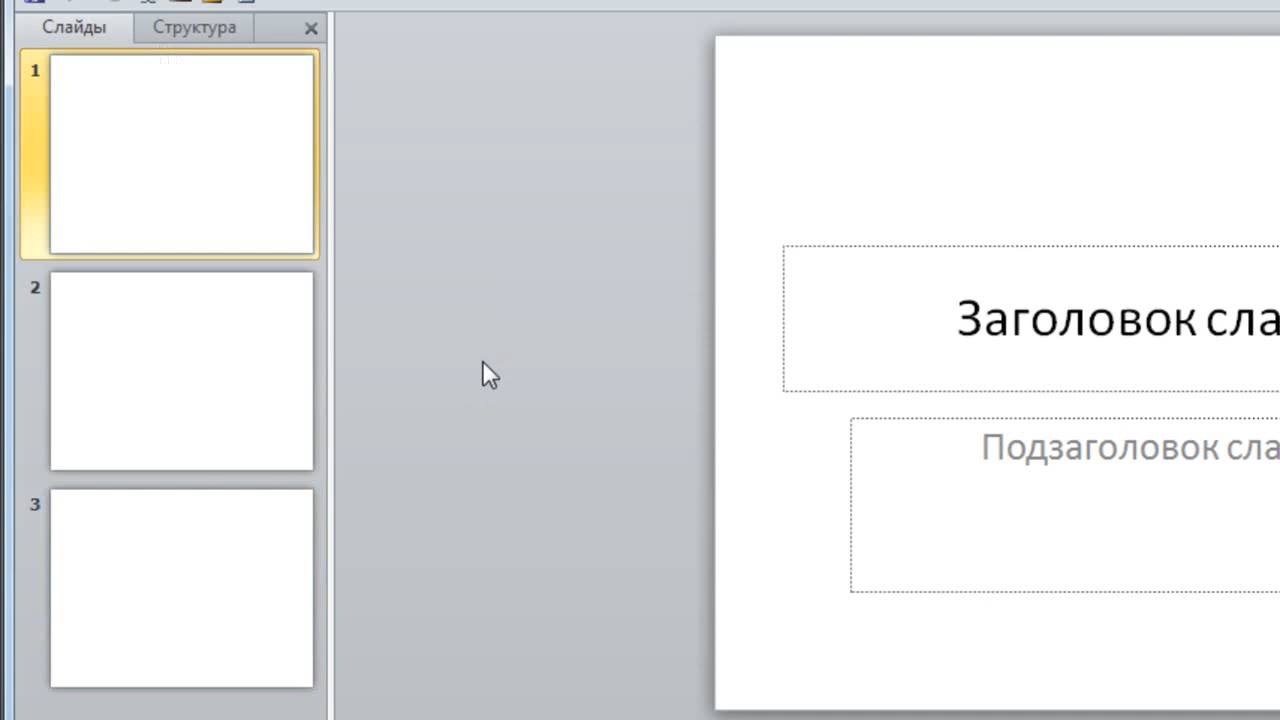 Слайды Структура
1
2
3
Заголовок сла
Подзаголовок сла